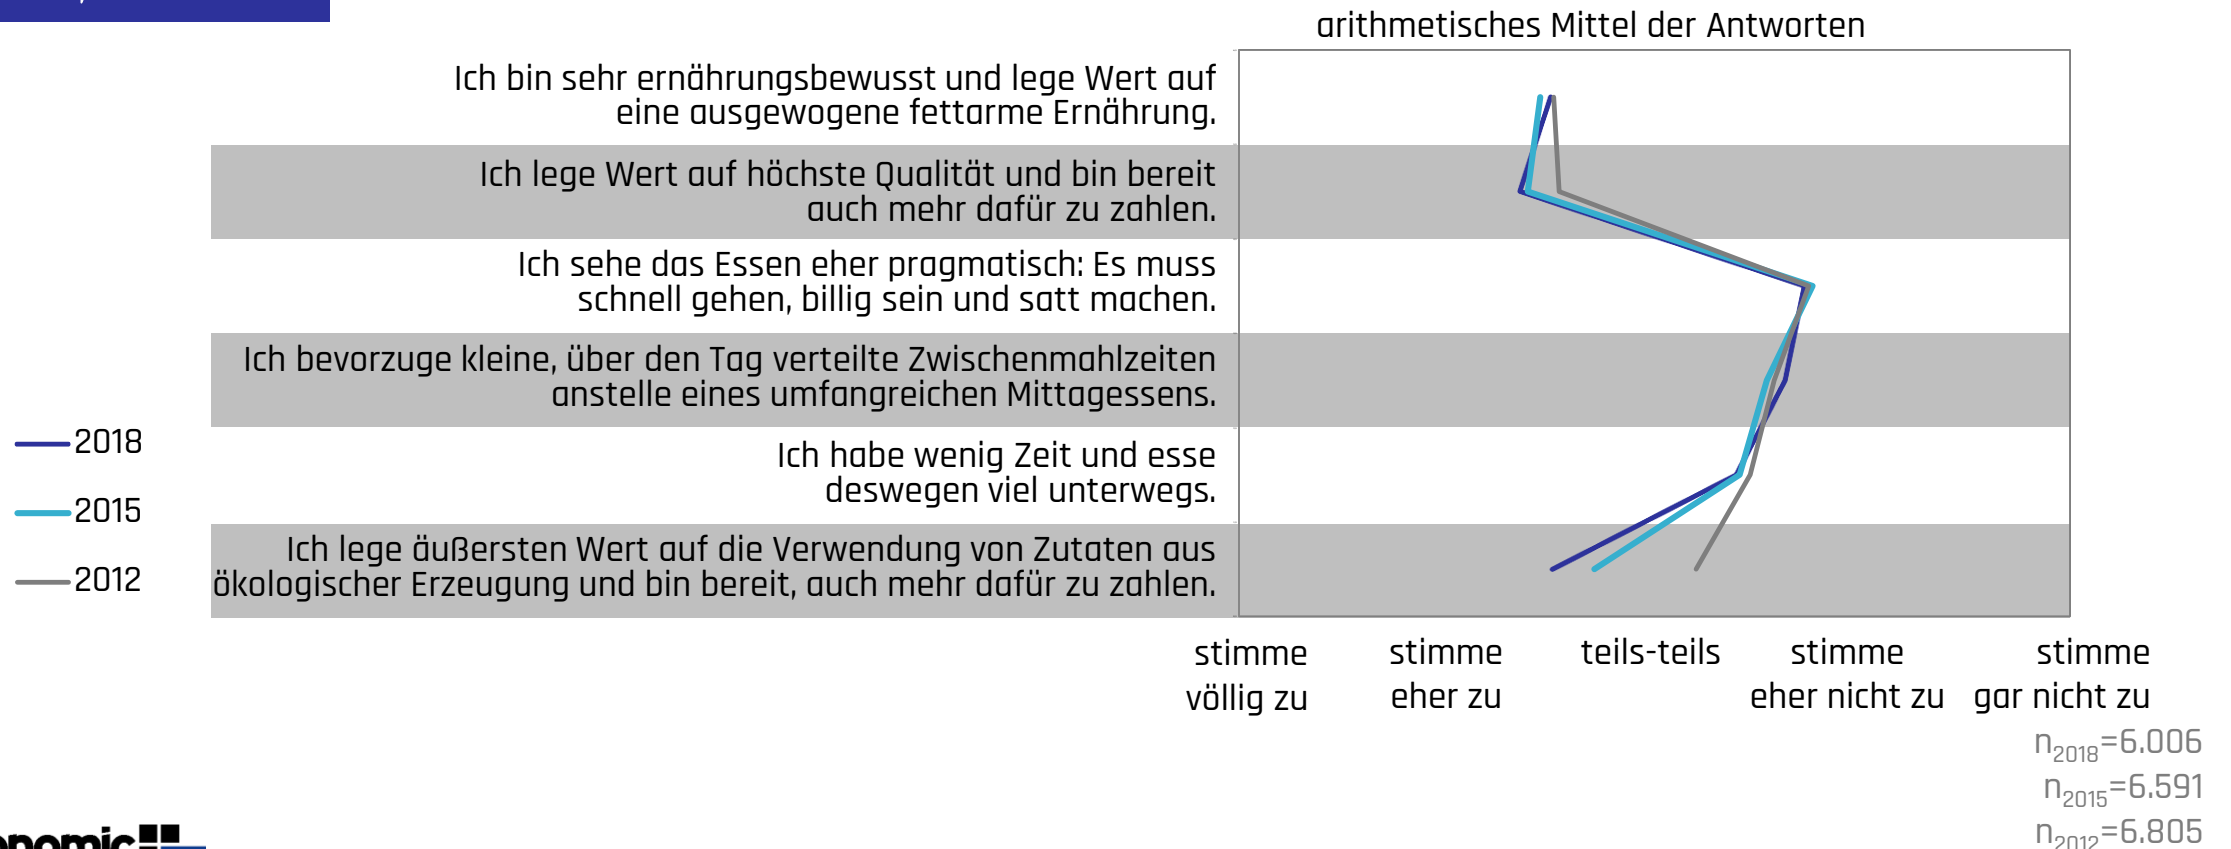 arithmetisches Mittel der Antworten
Ich bin sehr ernährungsbewusst und lege Wert auf
eine ausgewogene fettarme Ernährung.
Ich lege Wert auf höchste Qualität und bin bereit
auch mehr dafür zu zahlen.
Ich sehe das Essen eher pragmatisch: Es muss
schnell gehen, billig sein und satt machen.
Ich bevorzuge kleine, über den Tag verteilte Zwischenmahlzeiten
anstelle eines umfangreichen Mittagessens.
Ich habe wenig Zeit und esse
deswegen viel unterwegs.
Ich lege äußersten Wert auf die Verwendung von Zutaten aus
ökologischer Erzeugung und bin bereit, auch mehr dafür zu zahlen.
2018
2015
2012
stimme
völlig zu
stimme
eher zu
teils-teils
stimme
eher nicht zu
stimme
gar nicht zu
n2018=6.006
n2015=6.591
n2012=6.805